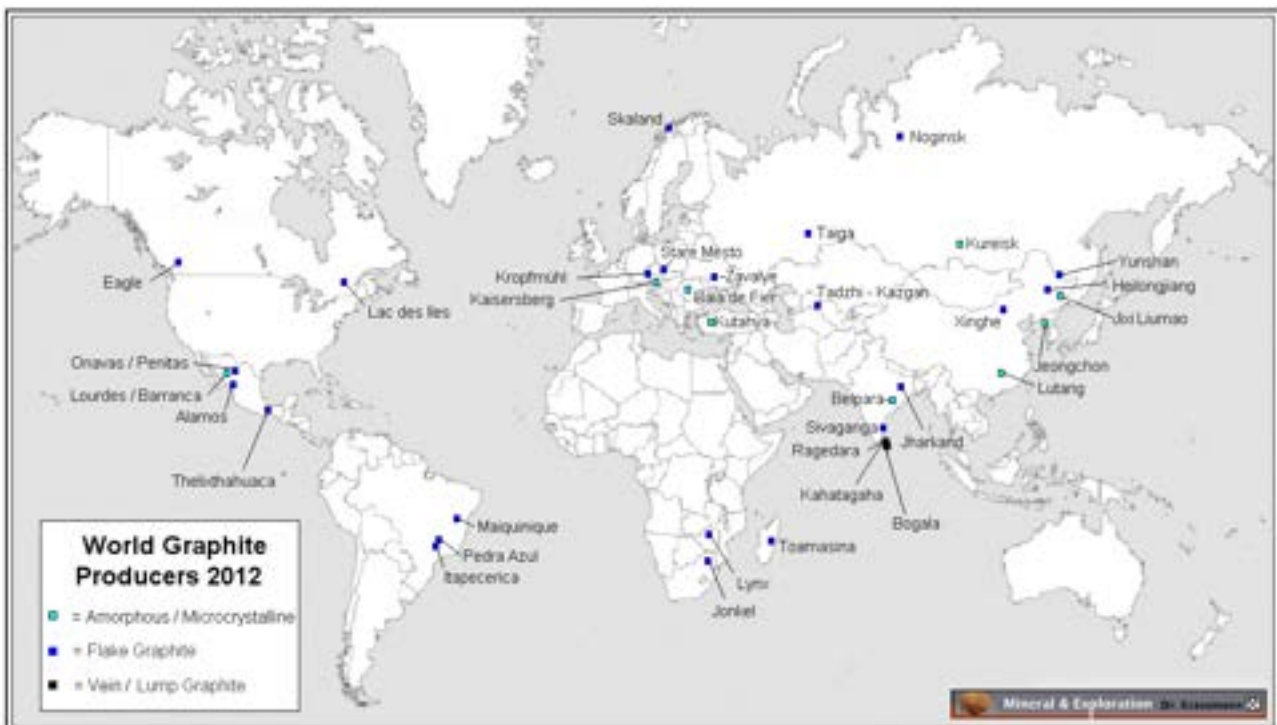 Skaland
Noginsk
Taiga
Kureisk
Stare Mesto
Kropfmühl
Zavalye
Yunshan
Eagle
Kaisersberg
Baia de Fier
Tadzhi - Kazgan
Heilongjiang
Lac des Iles
Kutahya
Xinghe
Jixi Liumao
Onavas / Penitas
Jeongchon
Lourdes / Barranca
Lutang
Alamos
Belpara
Sivaganga
Jharkand
Ragedara
Kahatagaha
Bogala
Maiquinique
Pedra Azul
Itapecerica
Toamasina
Lynx
Jonkel
World Graphite
Producers 2012
= Amorphous / Microcrystalline
= Flake Graphite
= Vein / Lump Graphite
Mineral & Exploration